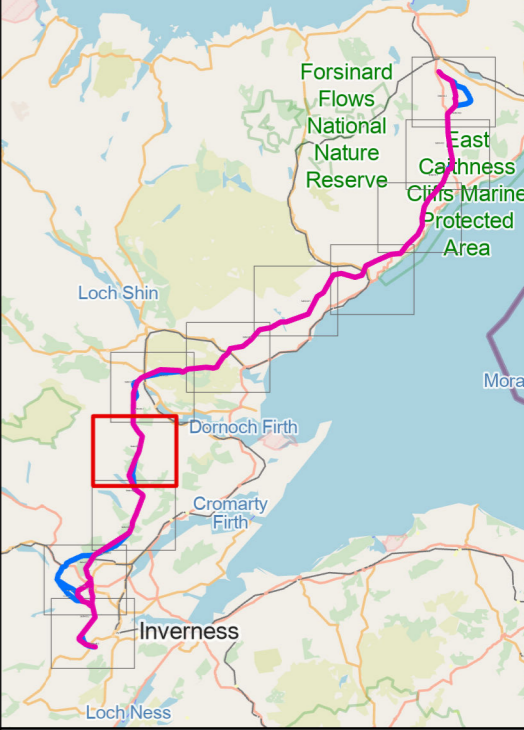 Forsinard
Flows
National
Nature
Reserve
East
Caithness
Cliffs Marine
Protected
Area
Loch Shin
Mora
Dornoch Firth
Cromarty
Firth
Inverness
Loch Ness